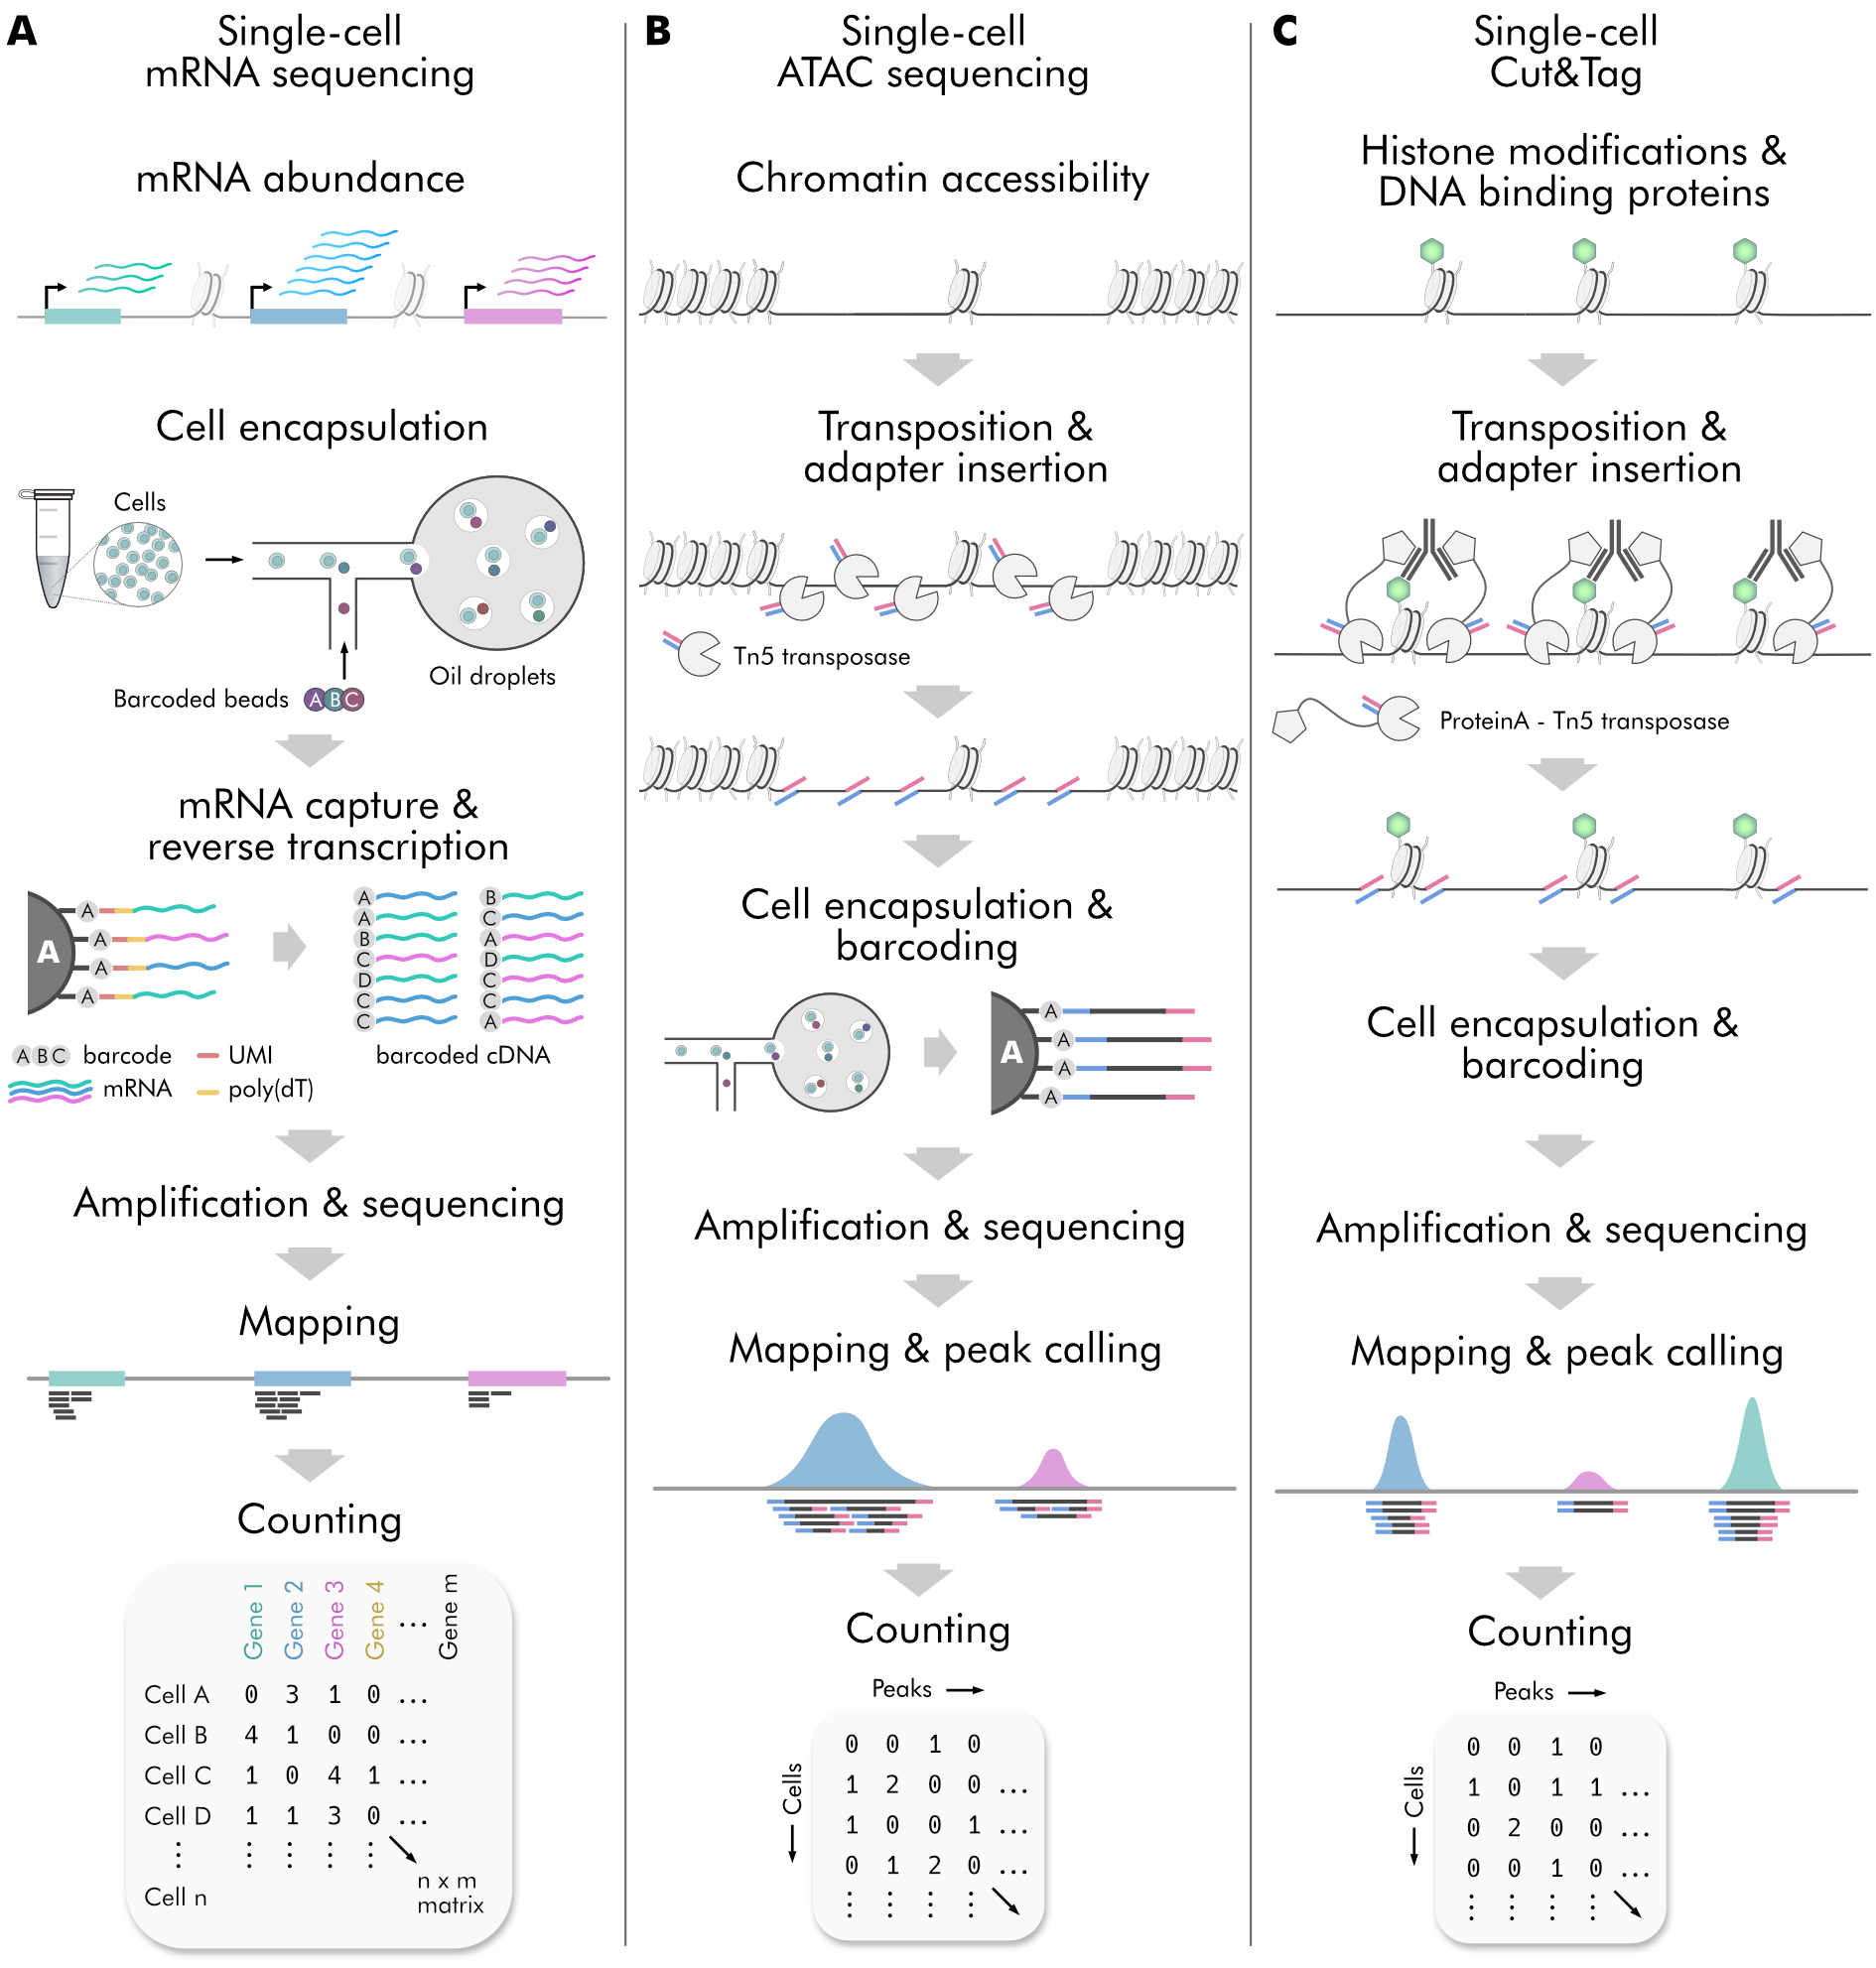 A
Single-cell
mRNA sequencing
mRNA abundance
Cell encapsulation
Cells
Oil droplets
Barcoded beads
A B C
mRNA capture &
reverse transcription
A
A
A
A
A
A
A
B
C
D
C
C
B
C
A
D
C
C
A
A B C barcode
UMI
mRNA
poly(dT)
barcoded cDNA
Amplification & sequencing
Mapping
Counting
Gene 1 Gene 2 Gene 3 Gene 4 ... Gene m
Cell A 0 3 1 0 ...
Cell B 4 1 0 0 ...
Cell C 1 0 4 1 ...
Cell D 1 1 3 0 ...
Cell n
n x m
matrix
B
Single-cell
ATAC sequencing
Chromatin accessibility
Transposition &
adapter insertion
Tn5 transposase
Cell encapsulation &
barcoding
A
A
A
A
A
Amplification & sequencing
Mapping & peak calling
Counting
Peaks
Cells
0 0 1 0
1 2 0 0 ...
1 0 0 1 ...
0 1 2 0 ...
C
Single-cell
Cut&Tag
Histone modifications &
DNA binding proteins
Transposition &
adapter insertion
ProteinA - Tn5 transposase
Cell encapsulation &
barcoding
Amplification & sequencing
Mapping & peak calling
Counting
Peaks
Cells
0 0 1 0
1 0 1 1 ...
0 2 0 0 ...
0 0 1 0 ...